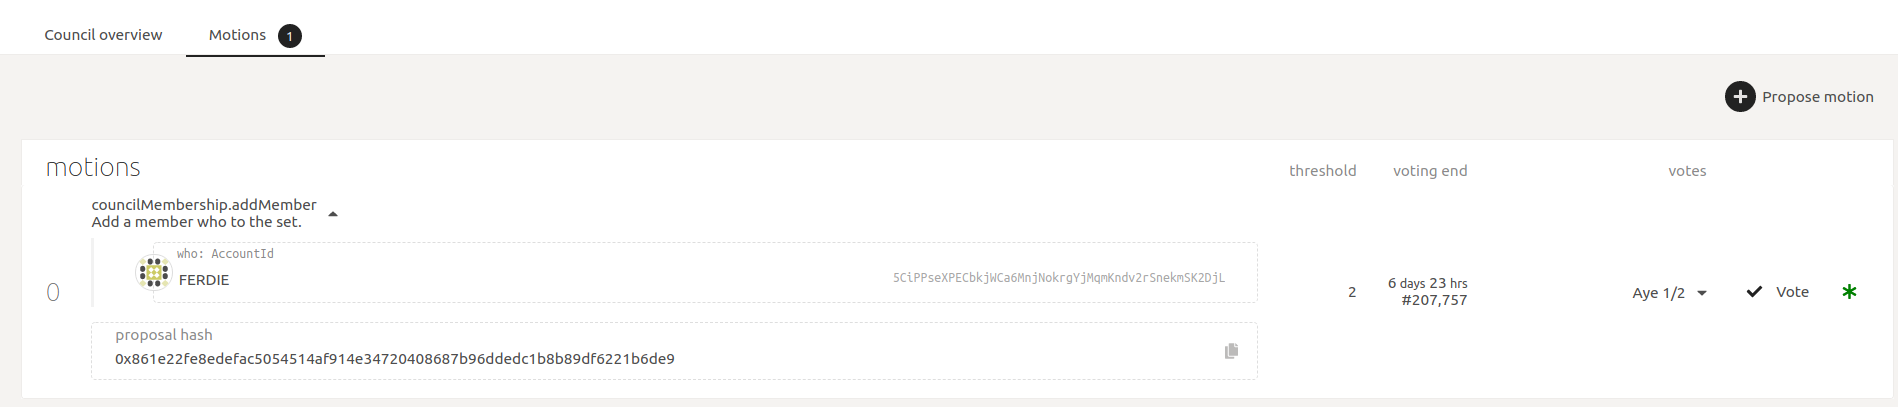 Council overview
Motions 1
Propose motion
motions threshold voting end votes
councilMembership.addMember
Add a member who to the set.
who: AccountId
FERDIE 5CiPPseXPECbkjWCa6MnjNokrgYjMqmKndv2rSnekmSK2DjL
0 2 6 days 23 hrs Aye 1/2 Vote
#207,757
proposal hash
0x861e22fe8edefac5054514af914e34720408687b96ddedc1b8b89df6221b6de9